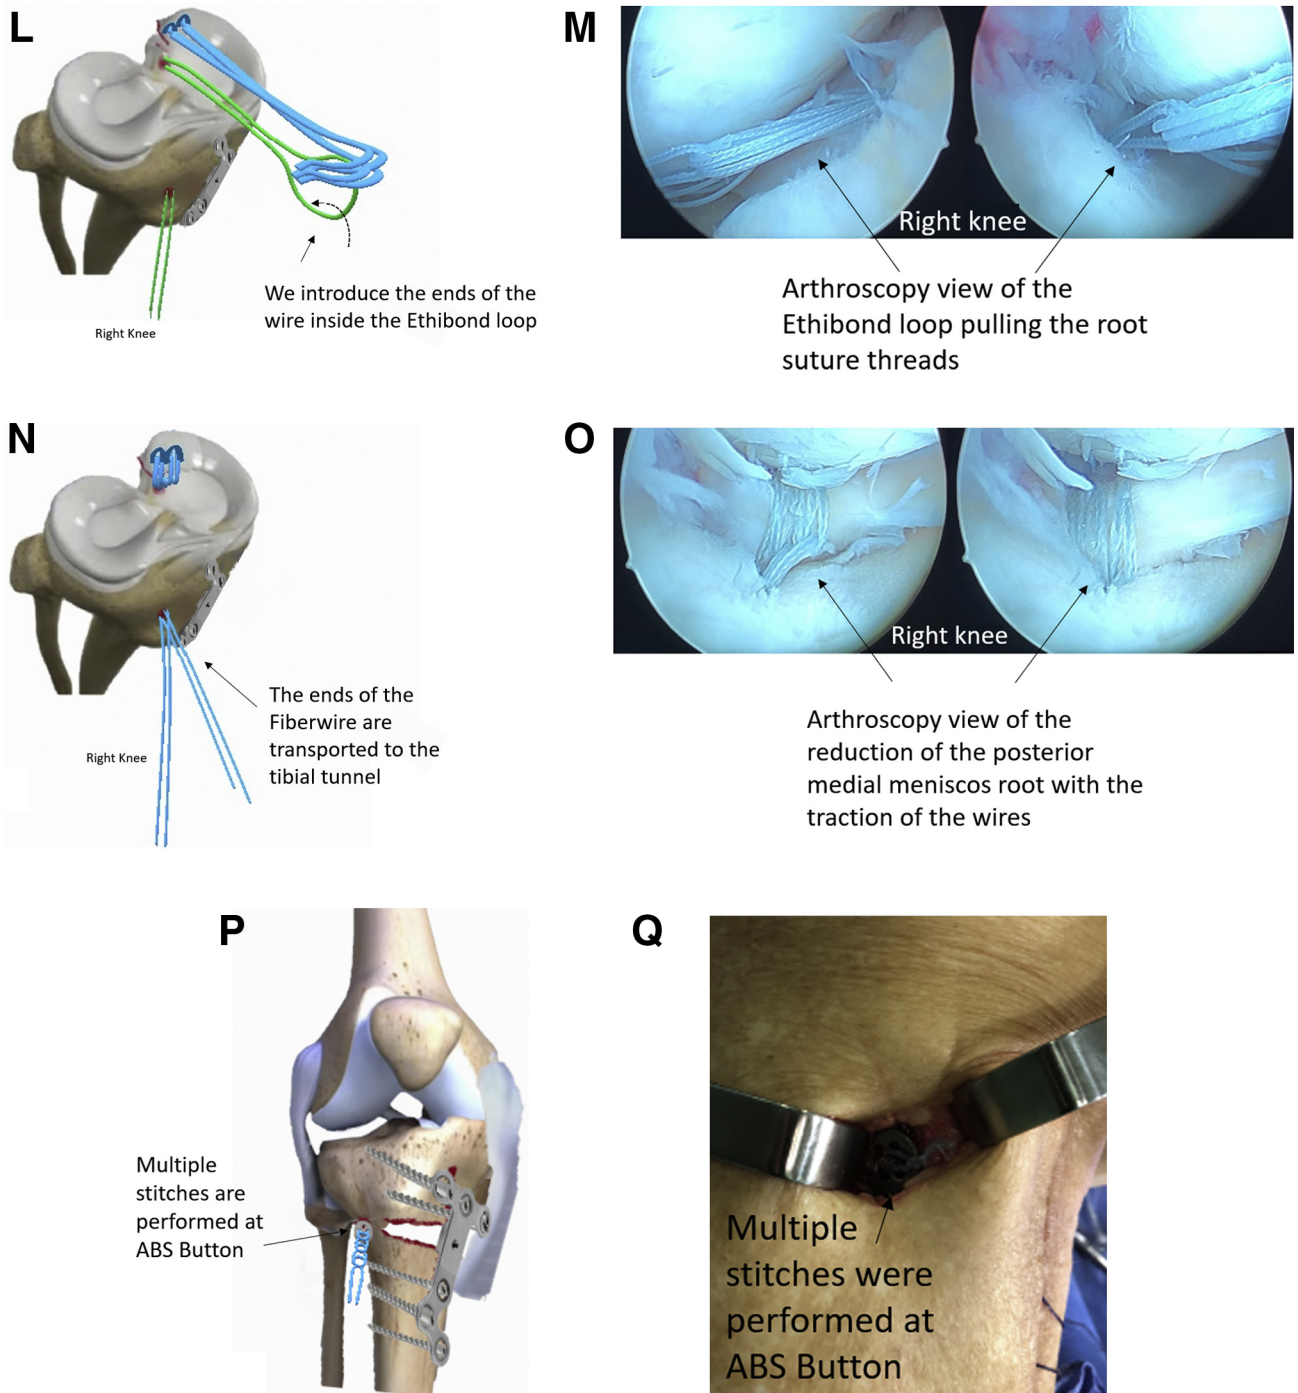 L
We introduce the ends of the
wire inside the Ethibond loop
Right Knee
M
Right knee
Arthroscopy view of the
Ethibond loop pulling the root
suture threads
N
The ends of the
Fiberwire are
transported to the
tibial tunnel
Right Knee
O
Right knee
Arthroscopy view of the
reduction of the posterior
medial meniscos root with the
traction of the wires
P
Multiple
stitches are
performed at
ABS Button
Q
Multiple
stitches were
performed at
ABS Button